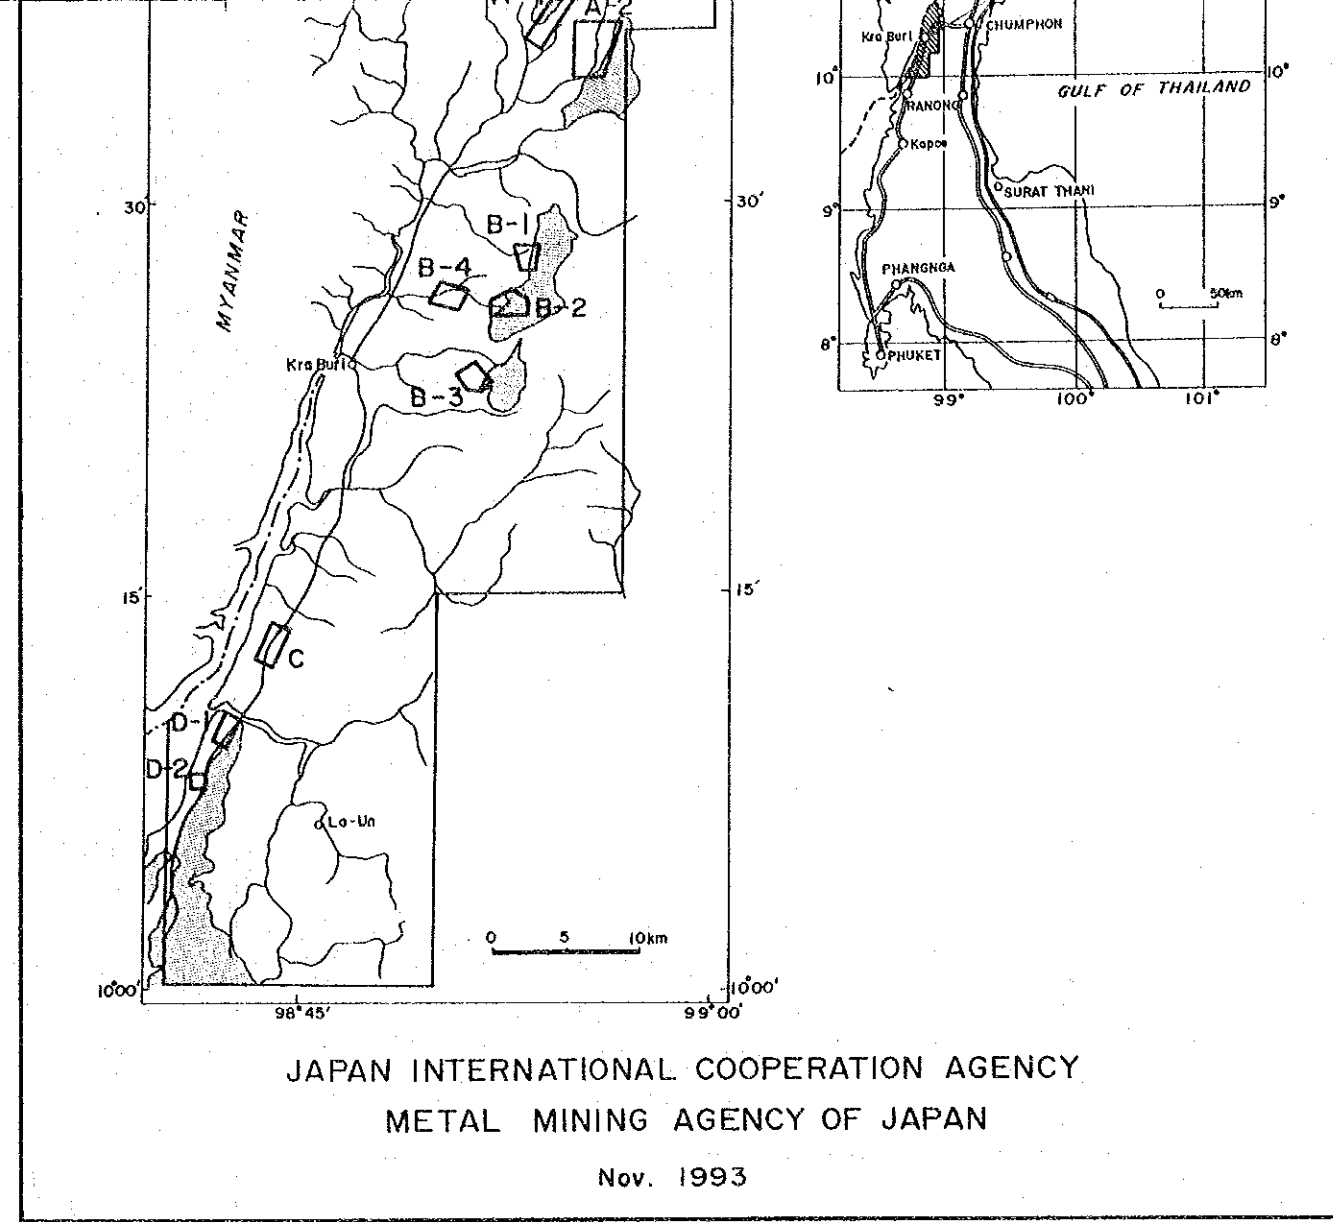 A-2
30'
30'
MYANMAR
B-1
B-4
B-2
Kra Buri
B-3
15'
15'
C
D-1
D-2
La-Un
0 5 10km
10°00'
10°00'
98°45'
99°00'
CHUMPHON
Kra Buri
10°
10°
GULF OF THAILAND
RANONG
Kapoe
SURAT THANI
9°
9°
PHANGNGA
0 50km
8°
8°
PHUKET
99°
100°
101°
JAPAN INTERNATIONAL COOPERATION AGENCY
METAL MINING AGENCY OF JAPAN
Nov. 1993